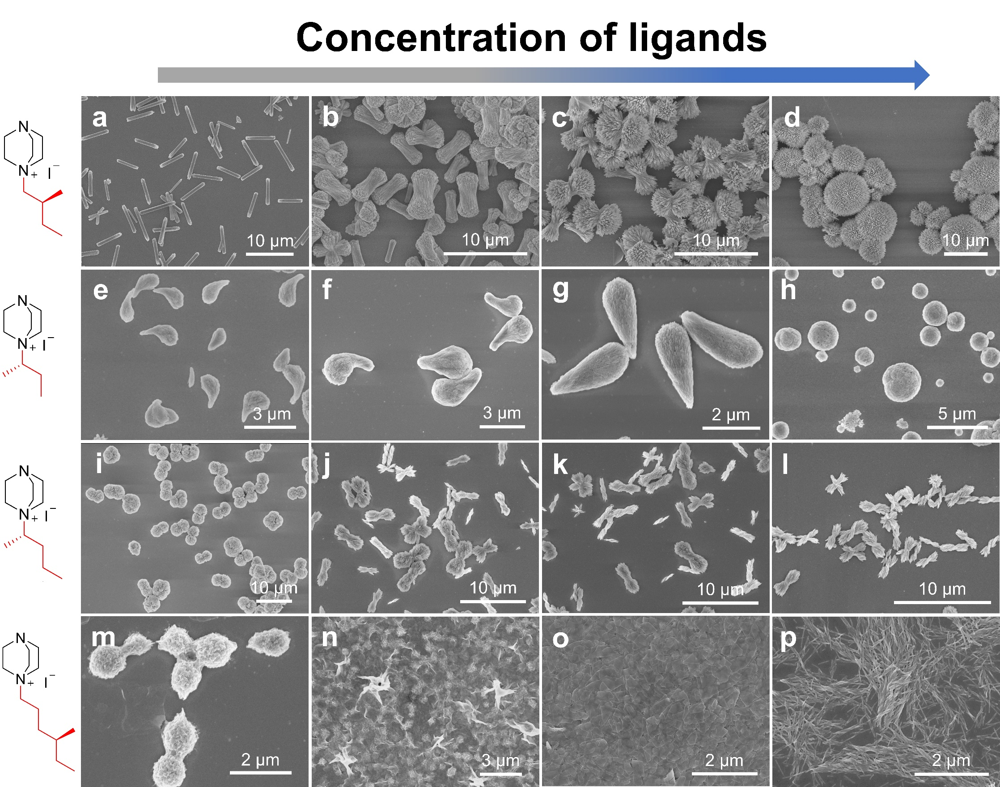 Concentration of ligands
a
b
c
d
N
N
+
I
−
10 µm
10 µm
10 µm
10 µm
e
f
g
h
N
N
+
I
−
3 µm
3 µm
2 µm
5 µm
i
j
k
l
N
N
+
I
−
10 µm
10 µm
10 µm
10 µm
m
n
o
p
N
N
+
I
−
2 µm
3 µm
2 µm
2 µm